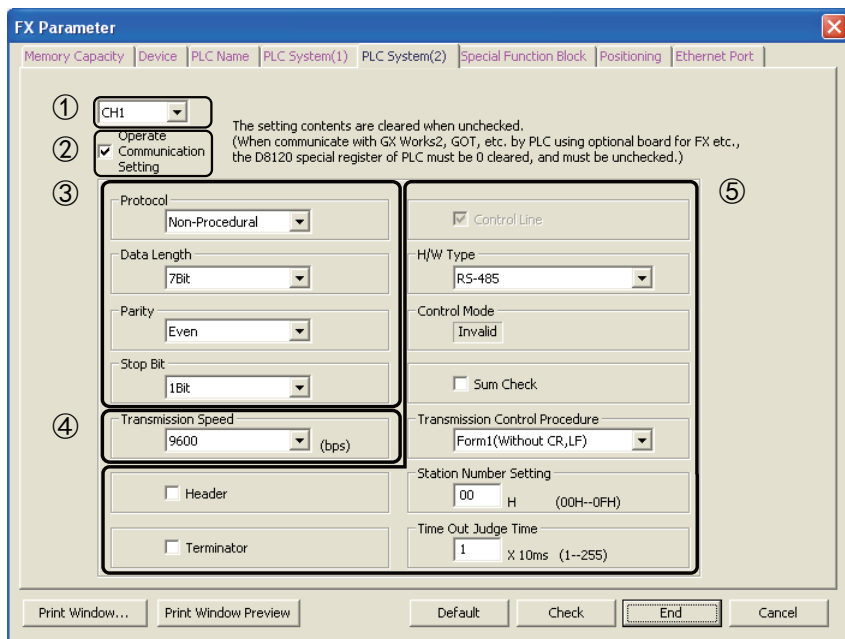 FX Parameter
Memory Capacity Device PLC Name PLC System(1) PLC System(2) Special Function Block Positioning Ethernet Port
① CH1
② Operate Communication Setting
The setting contents are cleared when unchecked.
(When communicate with GX Works2, GOT, etc. by PLC using optional board for FX etc.,
the D8120 special register of PLC must be 0 cleared, and must be unchecked.)
③
Protocol
Non-Procedural
Data Length
7Bit
Parity
Even
Stop Bit
1Bit
④
Transmission Speed
9600 (bps)
Header
Terminator
⑤
Control Line
H/W Type
RS-485
Control Mode
Invalid
Sum Check
Transmission Control Procedure
Form1(Without CR,LF)
Station Number Setting
00 H (00H--0FH)
Time Out Judge Time
1 X 10ms (1--255)
Print Window... Print Window Preview Default Check End Cancel